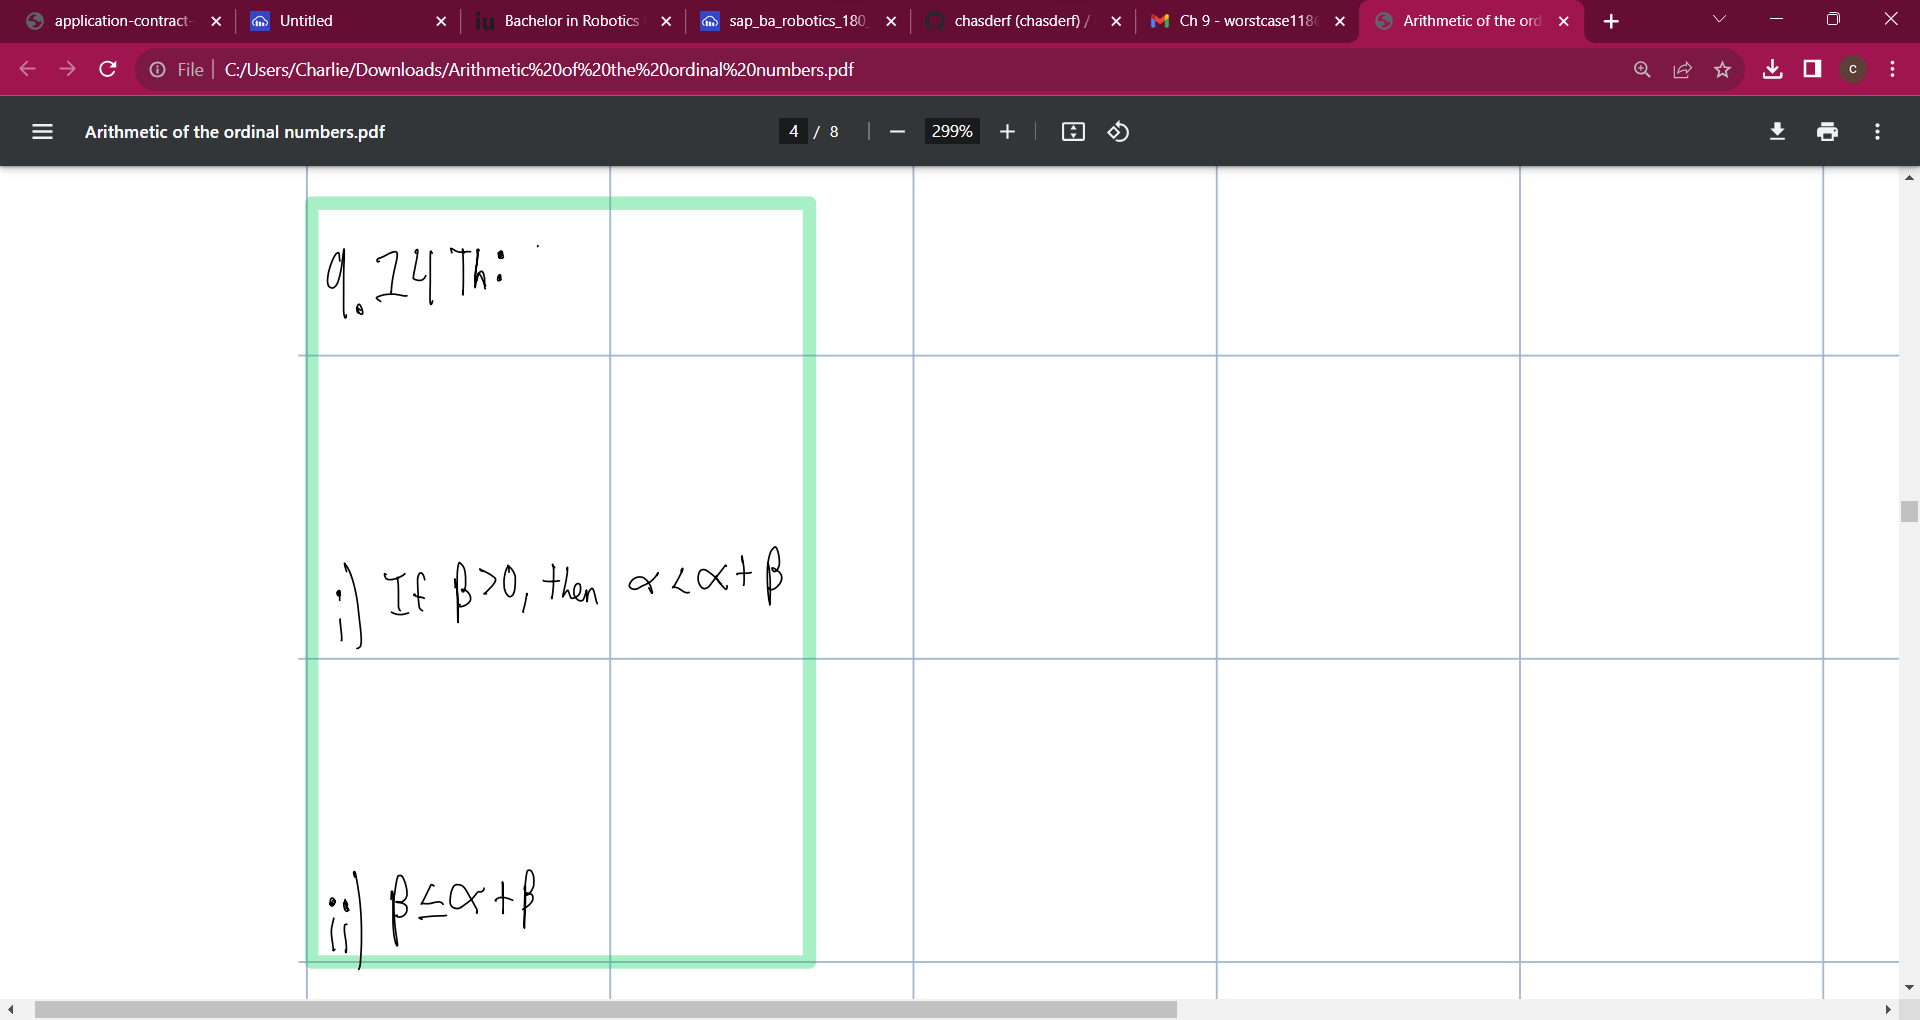 application-contract-
Untitled
iu Bachelor in Robotics
sap_ba_robotics_180_
chasderf (chasderf) /
Ch 9 - worstcase118
Arithmetic of the ord
File
C:/Users/Charlie/Downloads/Arithmetic%20of%20the%20ordinal%20numbers.pdf
C
Arithmetic of the ordinal numbers.pdf
4 / 8
299%
9.14 Th:
i) If β>0, then α<α+β
ii) β≤α+β